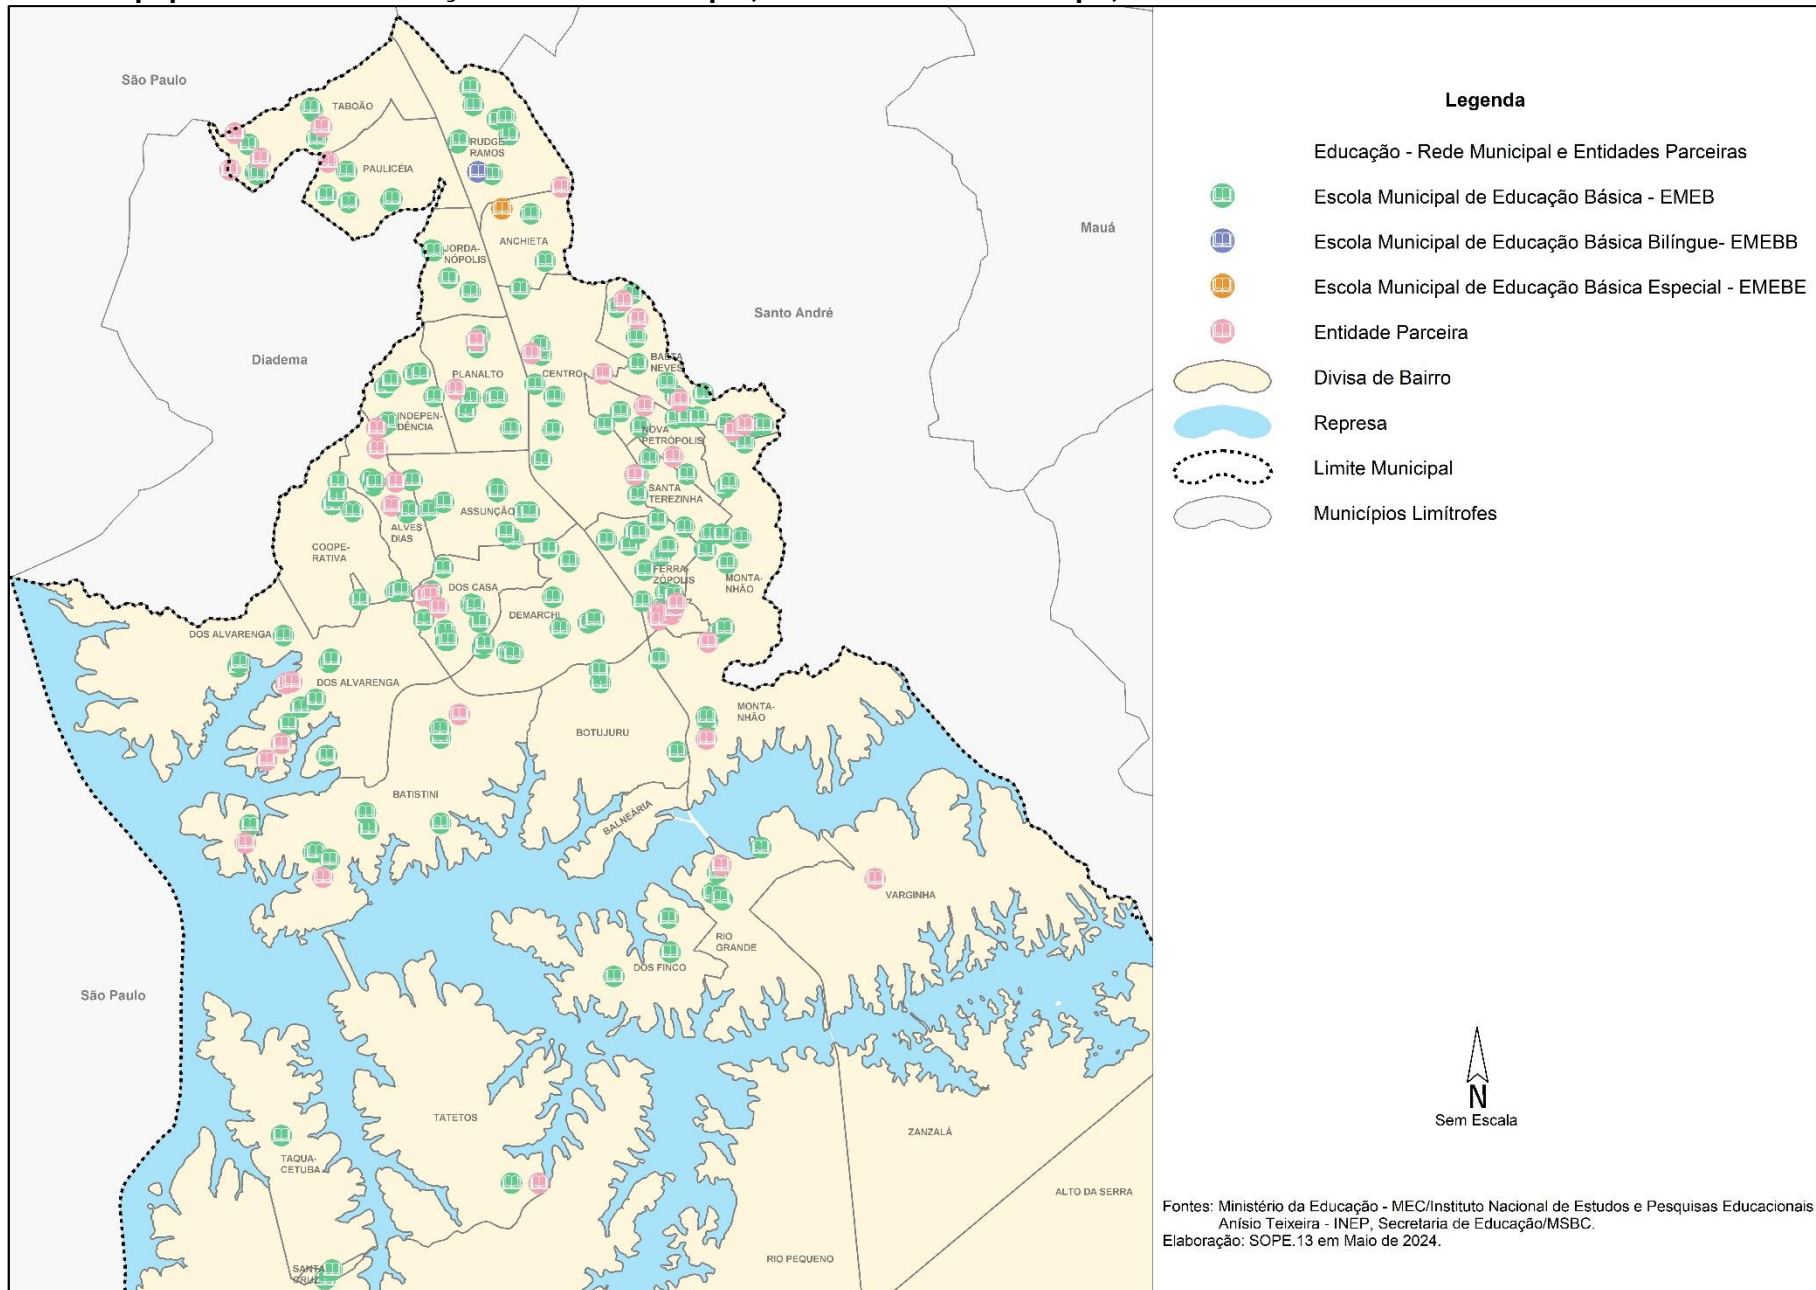 São Paulo
TABOÃO
RUDGE
RAMOS
PAULICÉIA
ANCHIETA
JORDA-
NÓPOLIS
Mauá
Santo André
Diadema
BAETA
NEVES
PLANALTO
CENTRO
INDEPEN-
DÊNCIA
NOVA
PETRÓPOLIS
SANTA
TEREZINHA
ASSUNÇÃO
ALVES
DIAS
COOPE-
RATIVA
FERRA-
ZÓPOLIS
MONTA-
NHÃO
DOS CASA
DEMARCHI
DOS ALVARENGA
DOS ALVARENGA
MONTA-
NHÃO
BOTUJURU
BATISTINI
BALNEÁRIA
VARGINHA
RIO
GRANDE
DOS FINCO
São Paulo
TATETOS
ZANZALÁ
TAQUA-
CETUBA
ALTO DA SERRA
RIO PEQUENO
SANTA
CRUZ
Legenda
Educação - Rede Municipal e Entidades Parceiras
Escola Municipal de Educação Básica - EMEB
Escola Municipal de Educação Básica Bilíngue- EMEBB
Escola Municipal de Educação Básica Especial - EMEBE
Entidade Parceira
Divisa de Bairro
Represa
Limite Municipal
Municípios Limítrofes
N
Sem Escala
Fontes: Ministério da Educação - MEC/Instituto Nacional de Estudos e Pesquisas Educacionais
Anísio Teixeira - INEP, Secretaria de Educação/MSBC.
Elaboração: SOPE.13 em Maio de 2024.